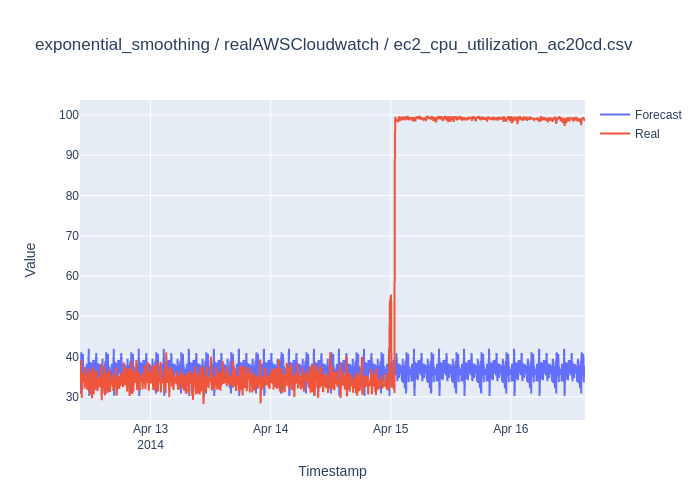 exponential_smoothing / realAWSCloudwatch / ec2_cpu_utilization_ac20cd.csv
100
90
80
70
60
50
40
30
Value
Forecast
Real
Apr 13
2014
Apr 14
Apr 15
Apr 16
Timestamp